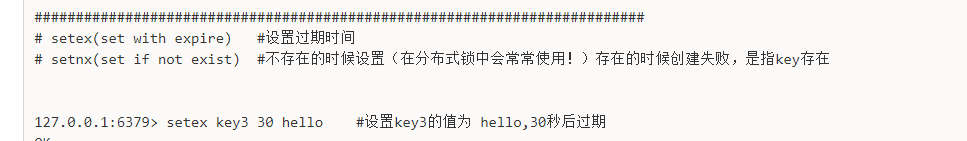 ##########################################################################
# setex(set with expire)   #设置过期时间
# setnx(set if not exist)  #不存在的时候设置（在分布式锁中会常常使用！）存在的时候创建失败，是指key存在
127.0.0.1:6379> setex key3 30 hello    #设置key3的值为 hello,30秒后过期